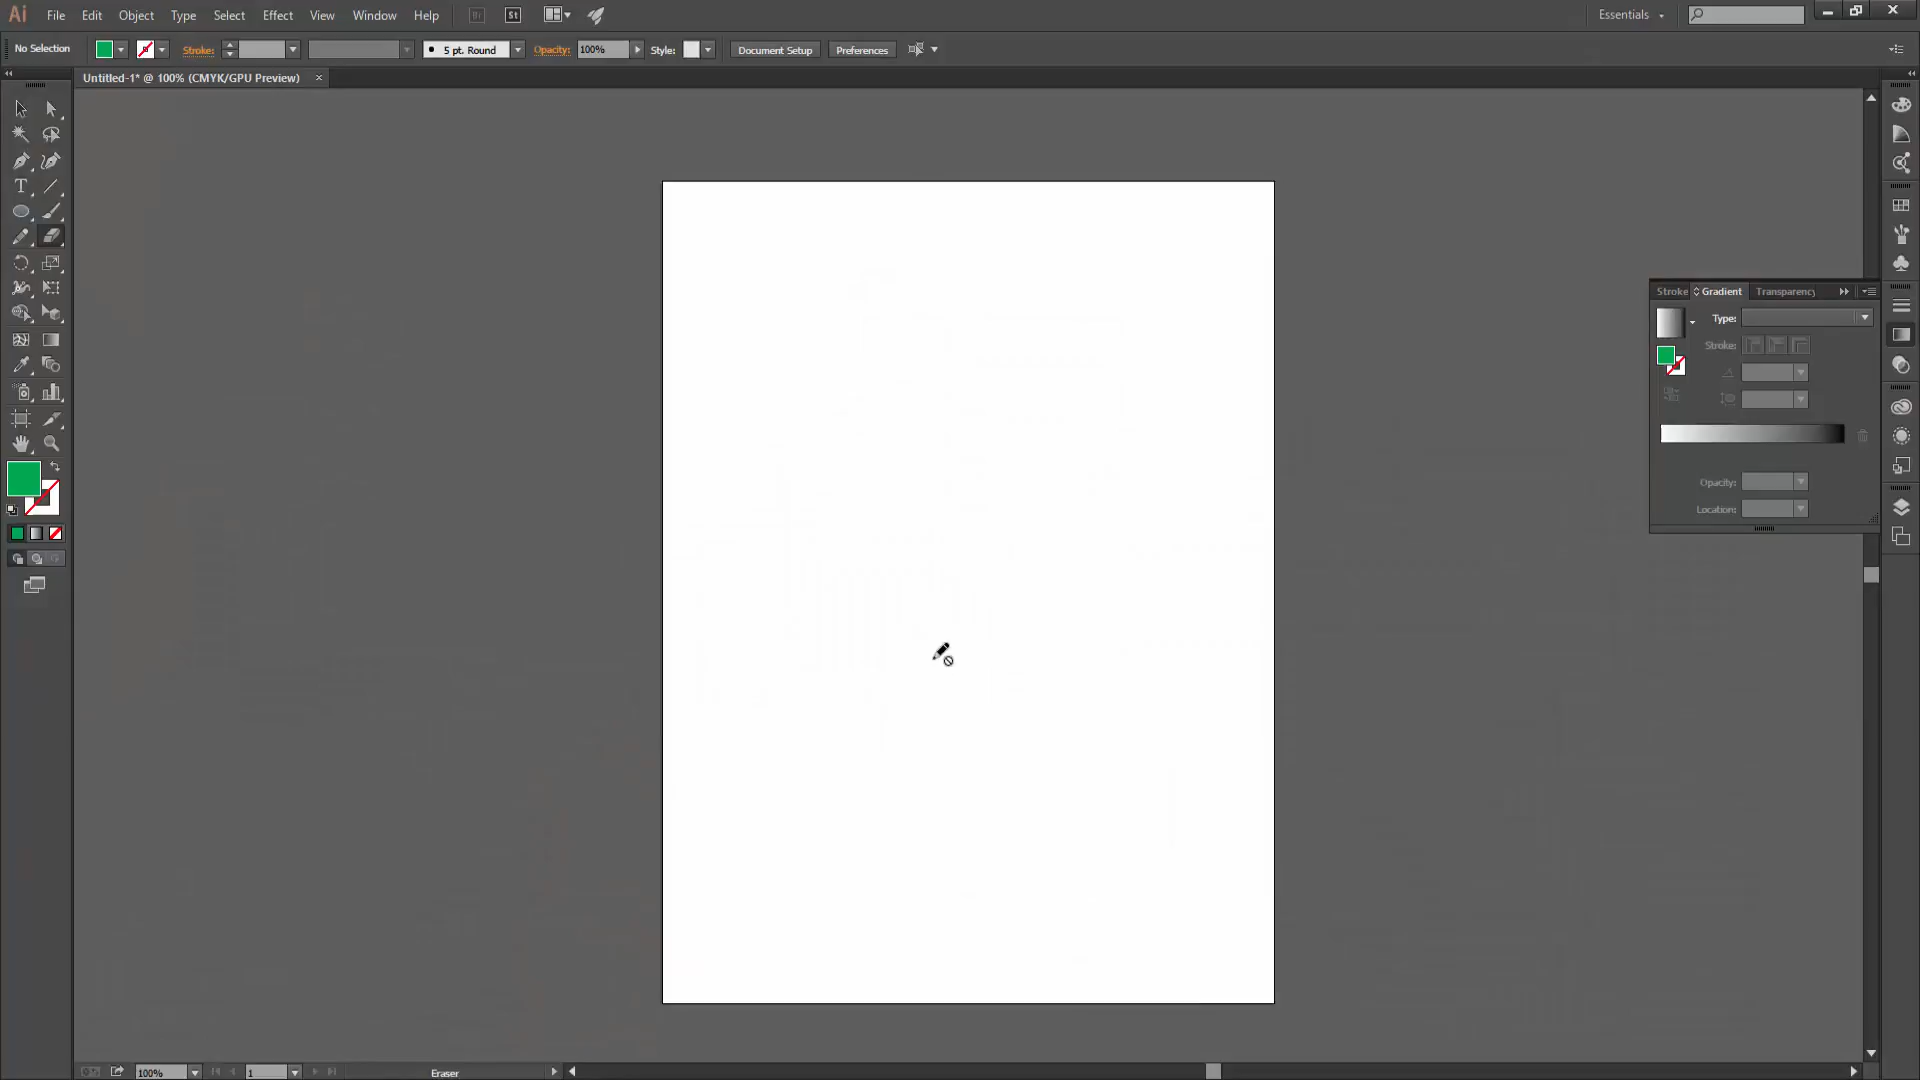 Ai File Edit Object Type Select Effect View Window Help Br St Essentials
No Selection Stroke: 5 pt. Round Opacity: 100% Style: Document Setup Preferences
Untitled-1* @ 100% (CMYK/GPU Preview) ×
T
Stroke Gradient Transparency
Type:
Stroke:
Opacity:
Location:
100% 1 Eraser